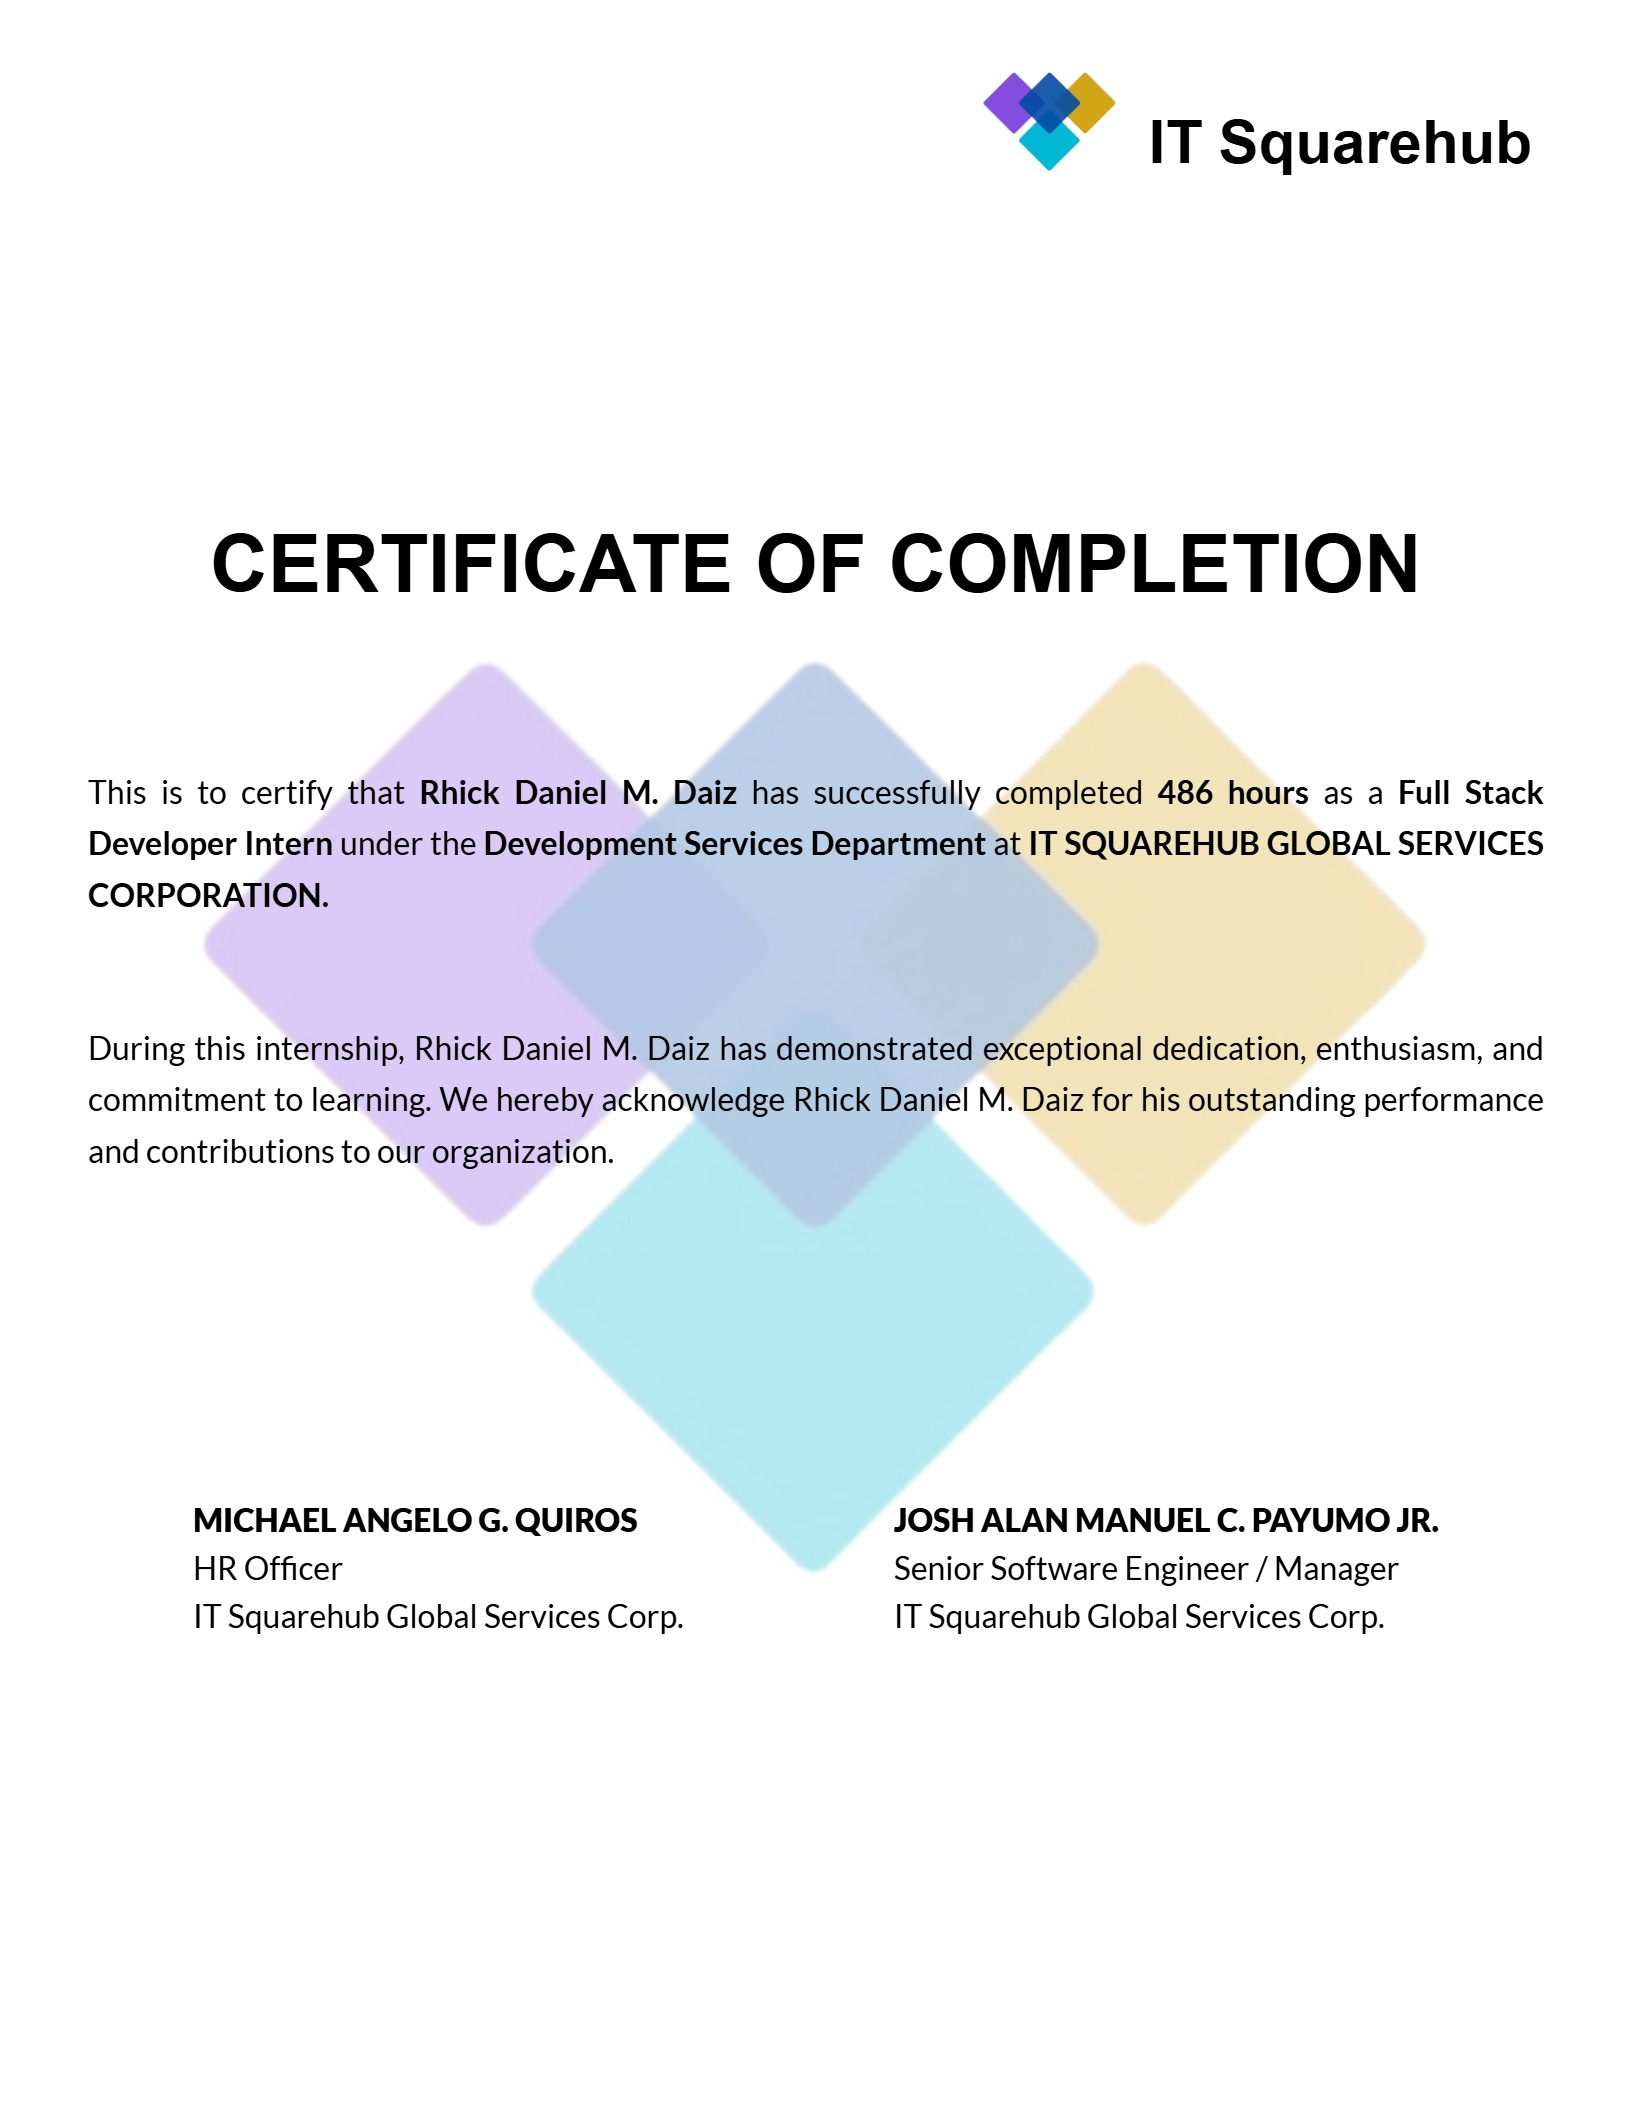 IT Squarehub
CERTIFICATE OF COMPLETION
This is to certify that Rhick Daniel M. Daiz has successfully completed 486 hours as a Full Stack
Developer Intern under the Development Services Department at IT SQUAREHUB GLOBAL SERVICES
CORPORATION.
During this internship, Rhick Daniel M. Daiz has demonstrated exceptional dedication, enthusiasm, and
commitment to learning. We hereby acknowledge Rhick Daniel M. Daiz for his outstanding performance
and contributions to our organization.
MICHAEL ANGELO G. QUIROS
HR Officer
IT Squarehub Global Services Corp.
JOSH ALAN MANUEL C. PAYUMO JR.
Senior Software Engineer / Manager
IT Squarehub Global Services Corp.